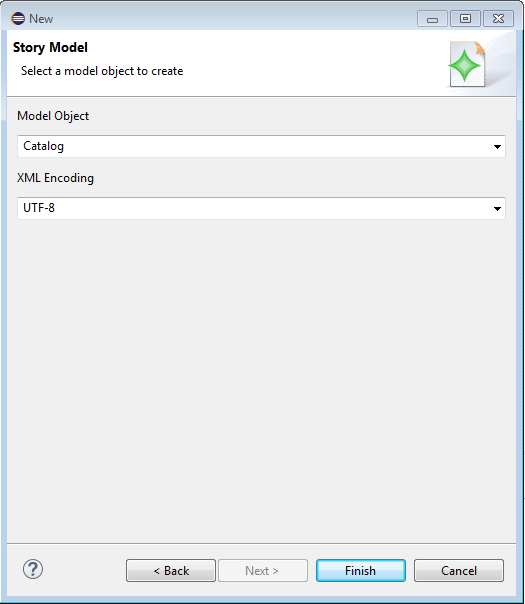 New
Story Model
Select a model object to create
Model Object
Catalog
XML Encoding
UTF-8
?
< Back
Next >
Finish
Cancel